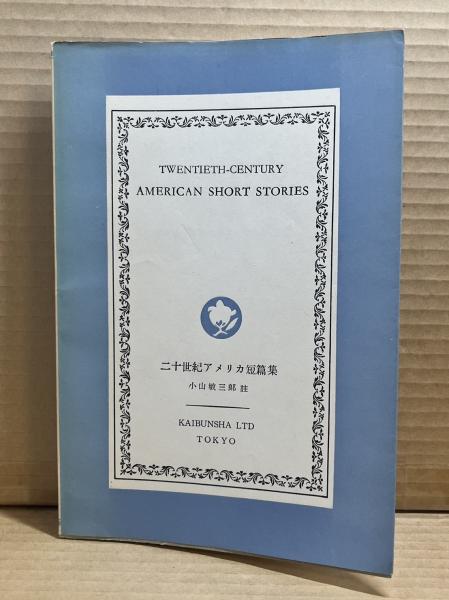 TWENTIETH-CENTURY
AMERICAN SHORT STORIES
二十世紀アメリカ短篇集
小山敏三郎 註
KAIBUNSHA LTD
TOKYO